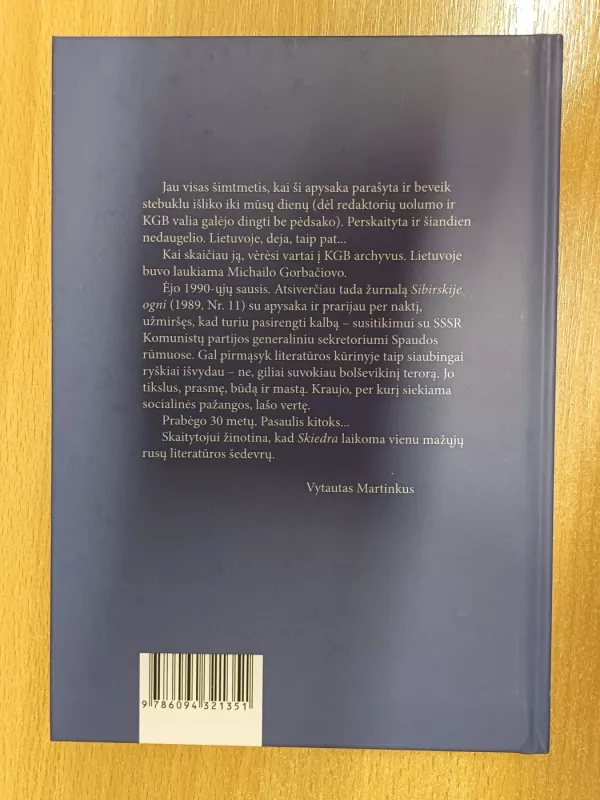 Jau visas šimtmetis, kai ši apysaka parašyta ir beveik
stebuklu išliko iki mūsų dienų (dėl redaktorių uolumo ir
KGB valia galėjo dingti be pėdsako). Perskaityta ir šiandien
nedaugelio. Lietuvoje, deja, taip pat...
Kai skaičiau ją, vėrėsi vartai į KGB archyvus. Lietuvoje
buvo laukiama Michailo Gorbačiovo.
Ėjo 1990-ųjų sausis. Atsiverčiau tada žurnalą Sibirskije
ogni (1989, Nr. 11) su apysaka ir prarijau per naktį,
užmiršęs, kad turiu pasirengti kalbą – susitikimui su SSSR
Komunistų partijos generaliniu sekretoriumi Spaudos
rūmuose. Gal pirmąsyk literatūros kūrinyje taip siaubingai
ryškiai išvydau – ne, giliai suvokiau bolševikinį terorą. Jo
tikslus, prasmę, būdą ir mastą. Kraujo, per kurį siekiama
socialinės pažangos, lašo vertę.
Prabėgo 30 metų. Pasaulis kitoks...
Skaitytojui žinotina, kad Skiedra laikoma vienu mažųjų
rusų literatūros šedevrų.
Vytautas Martinkus
9 786094 321351